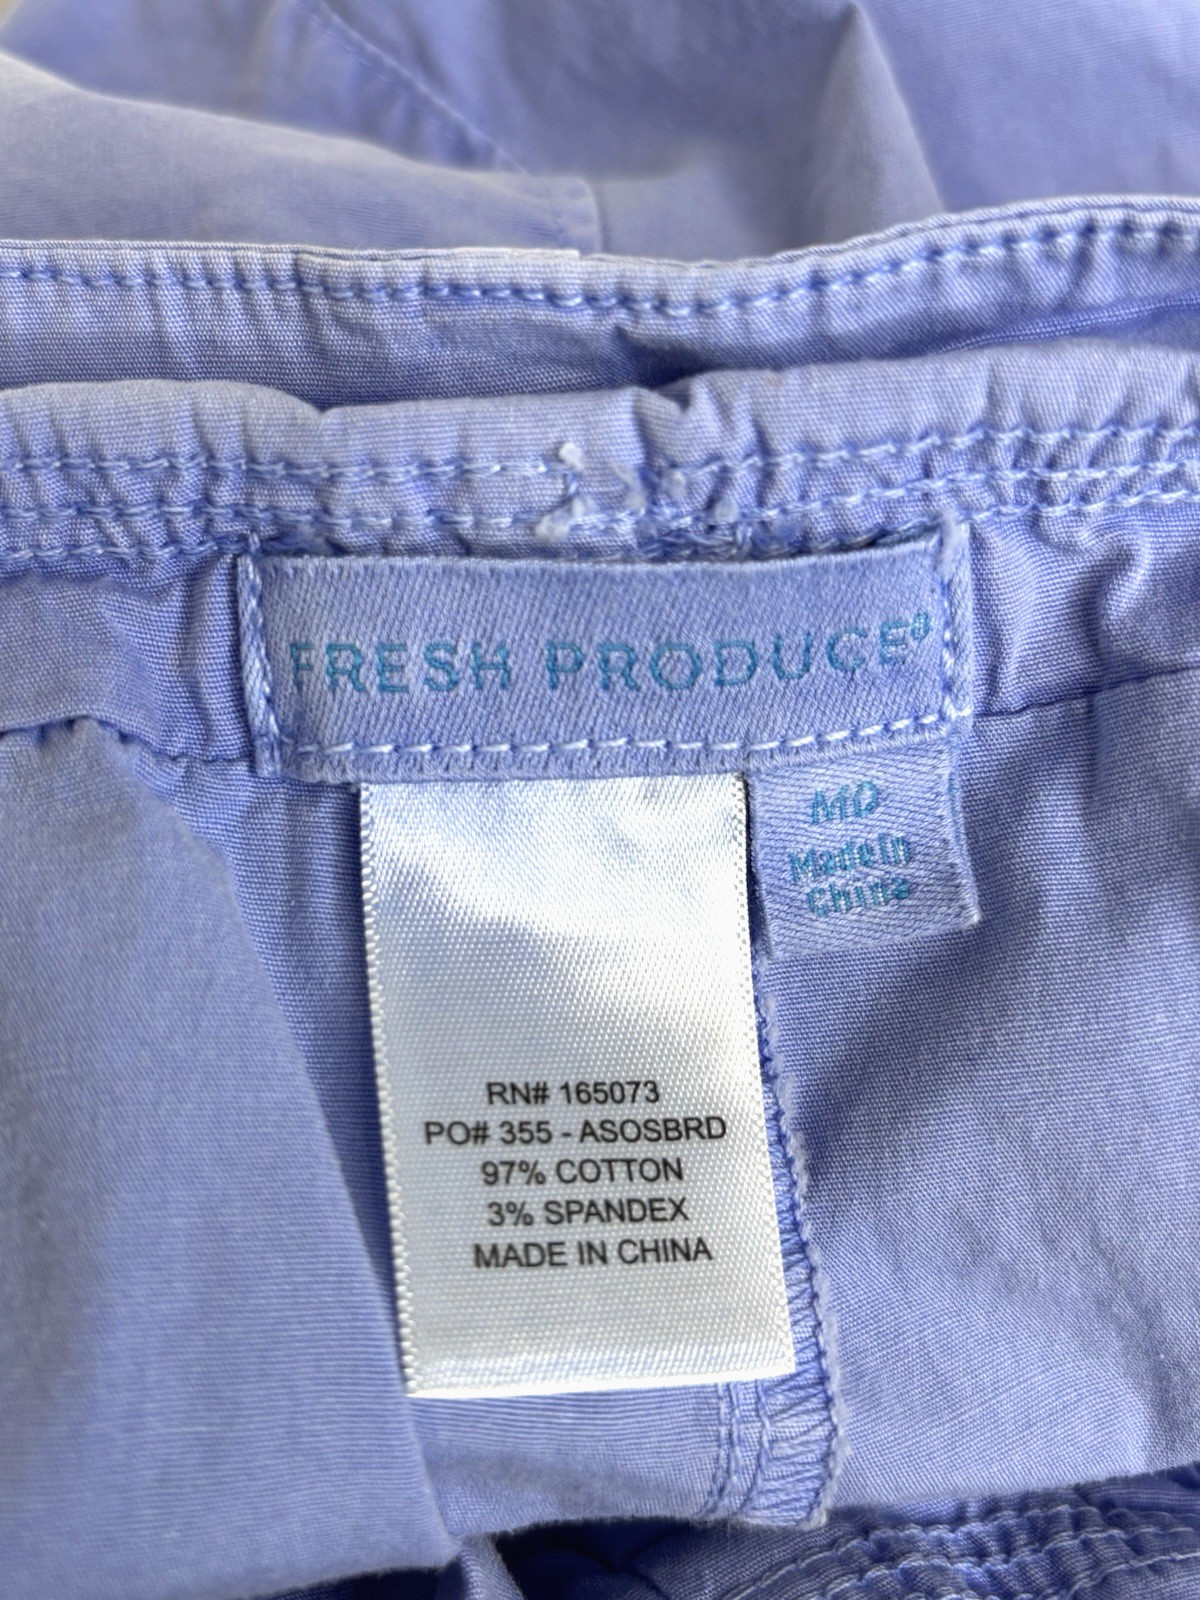 FRESH PRODUCE®
MD
Made in
China
RN# 165073
PO# 355 - ASOSBRD
97% COTTON
3% SPANDEX
MADE IN CHINA